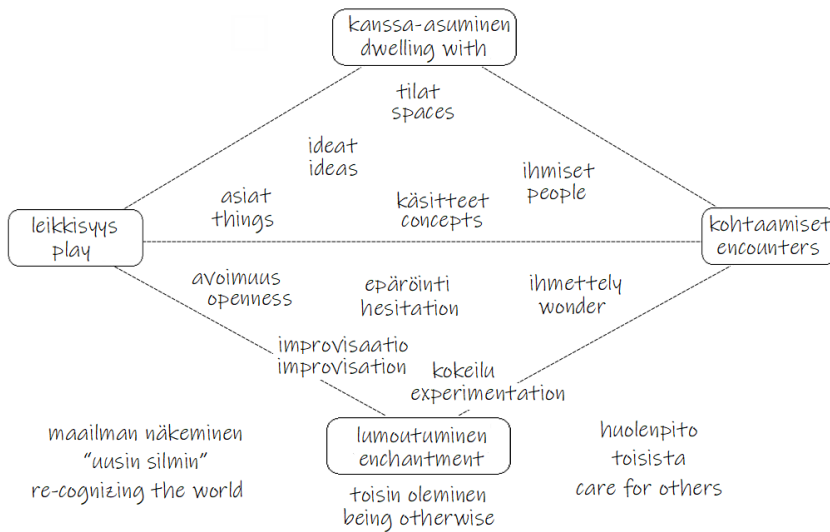 kanssa-asuminen
dwelling with
tilat
spaces
ideat
ideas
ihmiset
people
asiat
things
käsitteet
concepts
leikkisyys
play
kohtaamiset
encounters
avoimuus
openness
epäröinti
hesitation
ihmettely
wonder
improvisaatio
improvisation
kokeilu
experimentation
maailman näkeminen
"uusin silmin"
re-cognizing the world
lumoutuminen
enchantment
huolenpito
toisista
care for others
toisin oleminen
being otherwise